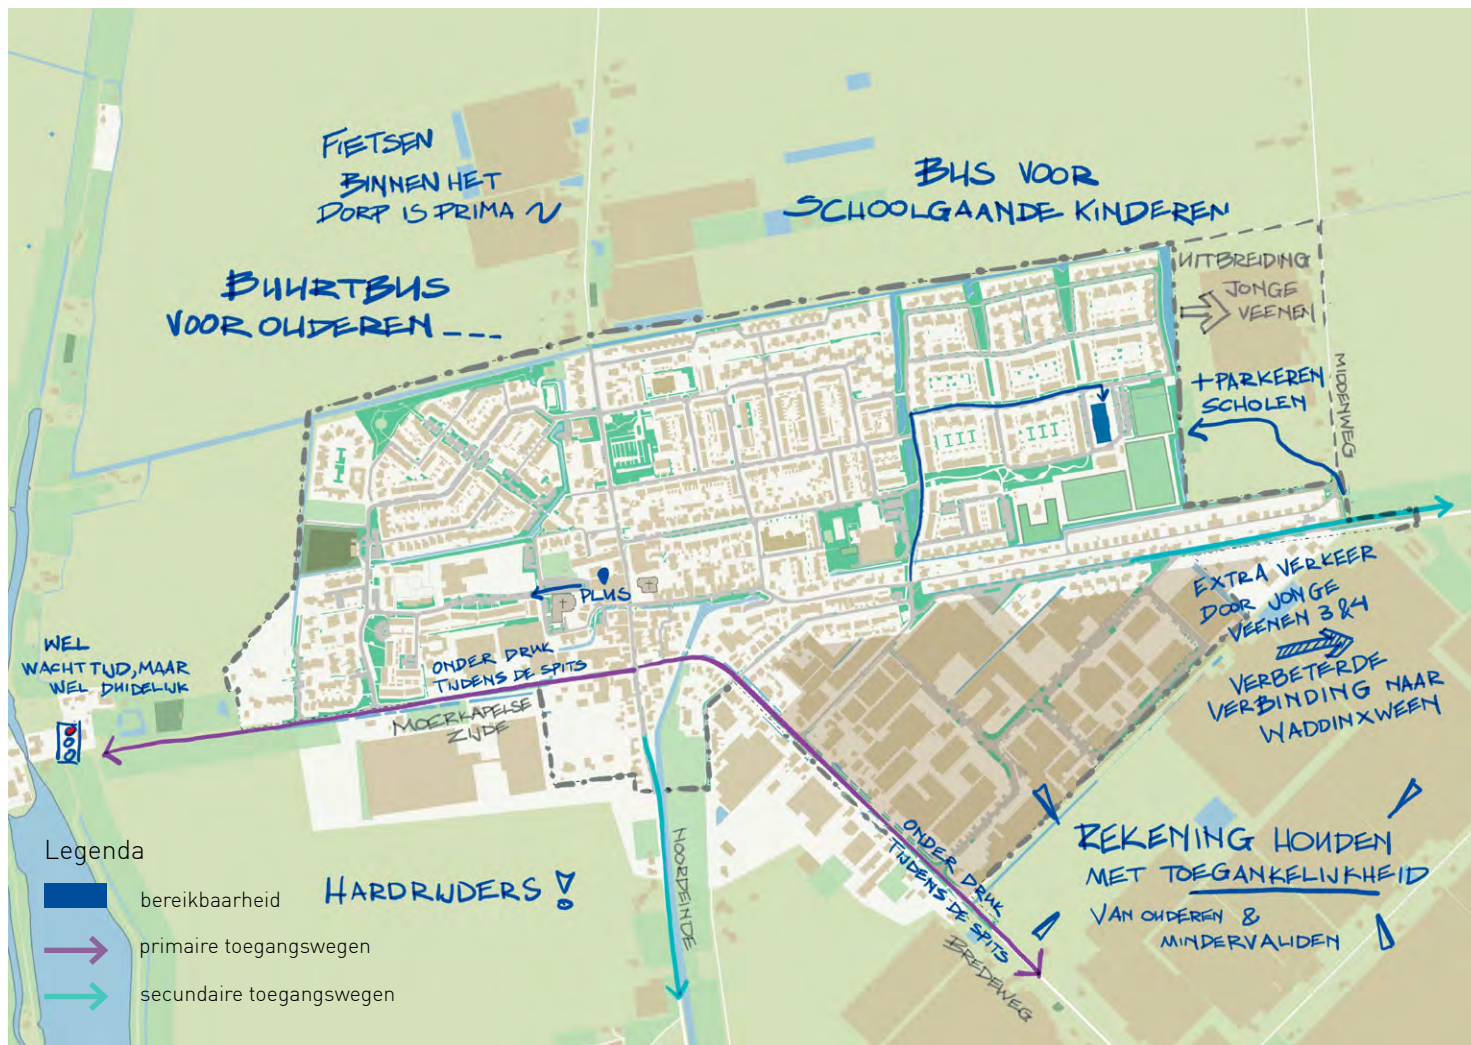 FIETSEN
BINNEN HET
DORP IS PRIMA
BUS VOOR
SCHOOLGAANDE KINDEREN
BUURTBUS
VOOR OUDEREN ---
UITBREIDING
JONGE
VEENEN
+ PARKEREN
SCHOLEN
MIDDENWEG
PLUS
EXTRA VERKEER
DOOR JONGE
VEENEN 3 & 4
VERBETERDE
VERBINDING NAAR
WADDINXWEEN
WEL
WACHTTIJD, MAAR
WEL DUIDELIJK
ONDER DRUK
TIJDENS DE SPITS
MOERKAPELSE
ZIJDE
ONDER DRUK
TIJDENS DE SPITS
BREDEWEG
NOORDEINDE
HARDRIJDERS!
REKENING HOUDEN
MET TOEGANKELIJKHEID
VAN OUDEREN &
MINDERVALIDEN
Legenda
bereikbaarheid
primaire toegangswegen
secundaire toegangswegen